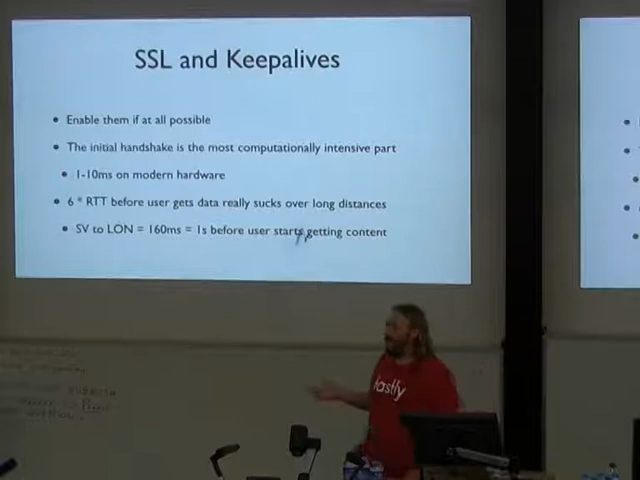 SSL and Keepalives
• Enable them if at all possible
• The initial handshake is the most computationally intensive part
• 1-10ms on modern hardware
• 6 * RTT before user gets data really sucks over long distances
• SV to LON = 160ms = 1s before user starts getting content
fastly